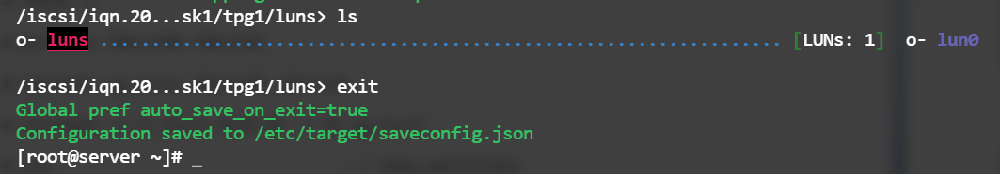 /iscsi/iqn.20...sk1/tpg1/luns> ls
o- luns ............................................................. [LUNs: 1]  o- lun0
/iscsi/iqn.20...sk1/tpg1/luns> exit
Global pref auto_save_on_exit=true
Configuration saved to /etc/target/saveconfig.json
[root@server ~]# _